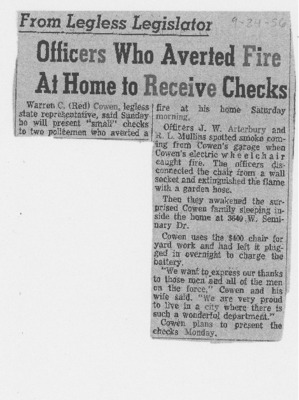 From Legless Legislator
9-24-56
Officers Who Averted Fire
At Home to Receive Checks
Warren C. (Red) Cowen, legless
state representative, said Sunday
he will present "small" checks
to two policemen who averted a
fire at his home Saturday
morning.
Officers J. W. Arterbury and
R. L. Mullins spotted smoke com-
ing from Cowen's garage when
Cowen's electric wheelchair
caught fire. The officers dis-
connected the chair from a wall
socket and extinguished the flame
with a garden hose.
Then they awakened the sur-
prised Cowen family sleeping in-
side the home at 3640 W. Semi-
nary Dr.
Cowen uses the $400 chair for
yard work and had left it plug-
ged in overnight to charge the
battery.
"We want to express our thanks
to those men and all of the men
on the force," Cowen and his
wife said. "We are very proud
to live in a city where there is
such a wonderful department."
Cowen plans to present the
checks Monday.